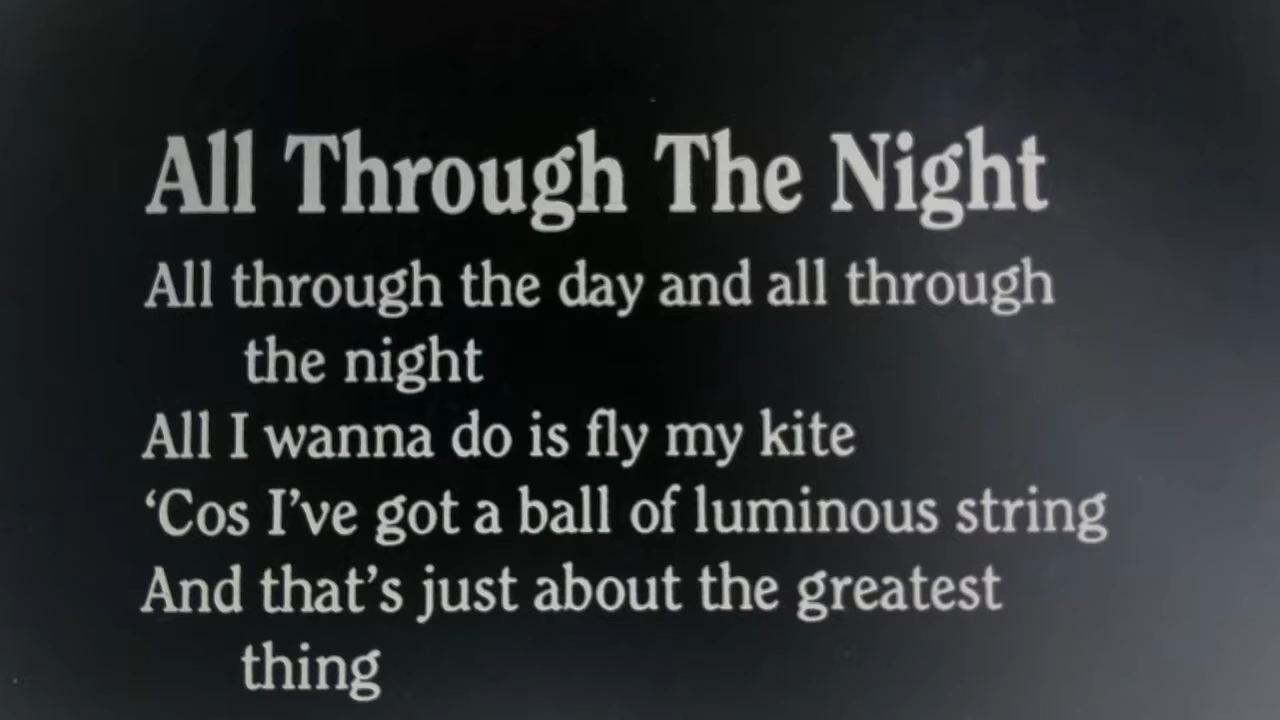 All Through The Night
All through the day and all through
the night
All I wanna do is fly my kite
‘Cos I’ve got a ball of luminous string
And that’s just about the greatest
thing